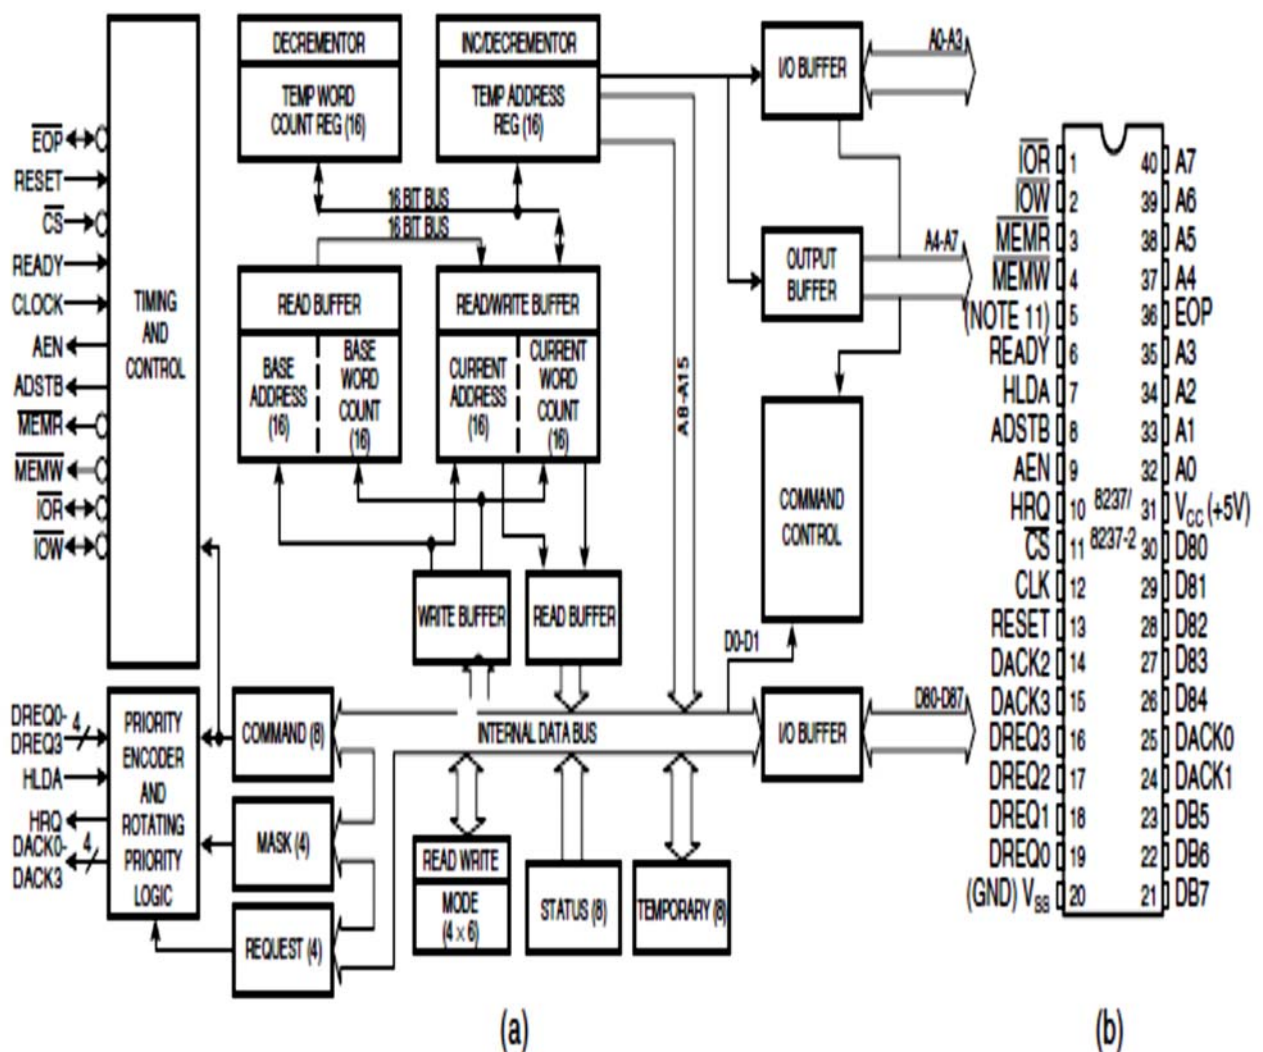 DECREMENTOR
TEMP WORD
COUNT REG (16)
INC/DECREMENTOR
TEMP ADDRESS
REG (16)
I/O BUFFER
A0-A3
EOP
RESET
CS
READY
CLOCK
AEN
ADSTB
MEMR
MEMW
IOR
IOW
TIMING
AND
CONTROL
16 BIT BUS
16 BIT BUS
READ BUFFER
BASE
ADDRESS
(16)
BASE
WORD
COUNT
(16)
READ/WRITE BUFFER
CURRENT
ADDRESS
(16)
CURRENT
WORD
COUNT
(16)
OUTPUT
BUFFER
A4-A7
A8-A15
COMMAND
CONTROL
WRITE BUFFER
READ BUFFER
D0-D1
DREQ0-
DREQ3
4
HLDA
HRQ
DACK0-
DACK3
4
PRIORITY
ENCODER
AND
ROTATING
PRIORITY
LOGIC
COMMAND (8)
MASK (4)
REQUEST (4)
INTERNAL DATA BUS
I/O BUFFER
D80-D87
READ WRITE
MODE
(4 × 6)
STATUS (8)
TEMPORARY (8)
(a)
IOR 1 40 A7
IOW 2 39 A6
MEMR 3 38 A5
MEMW 4 37 A4
(NOTE 11) 5 36 EOP
READY 6 35 A3
HLDA 7 34 A2
ADSTB 8 33 A1
AEN 9 32 A0
HRQ 10 8237/ 31 VCC (+5V)
CS 11 8237-2 30 D80
CLK 12 29 D81
RESET 13 28 D82
DACK2 14 27 D83
DACK3 15 26 D84
DREQ3 16 25 DACK0
DREQ2 17 24 DACK1
DREQ1 18 23 DB5
DREQ0 19 22 DB6
(GND) VSS 20 21 DB7
(b)